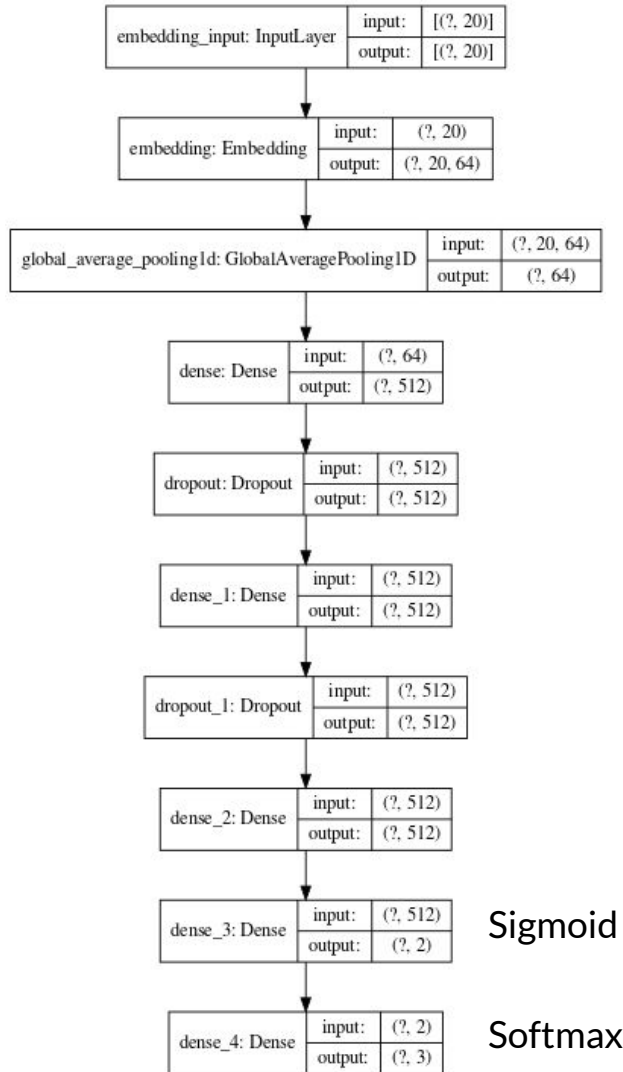 embedding_input: InputLayer
input: [(?, 20)]
output: [(?, 20)]
embedding: Embedding
input: (?, 20)
output: (?, 20, 64)
global_average_pooling1d: GlobalAveragePooling1D
input: (?, 20, 64)
output: (?, 64)
dense: Dense
input: (?, 64)
output: (?, 512)
dropout: Dropout
input: (?, 512)
output: (?, 512)
dense_1: Dense
input: (?, 512)
output: (?, 512)
dropout_1: Dropout
input: (?, 512)
output: (?, 512)
dense_2: Dense
input: (?, 512)
output: (?, 512)
dense_3: Dense
input: (?, 512)
output: (?, 2)
Sigmoid
dense_4: Dense
input: (?, 2)
output: (?, 3)
Softmax